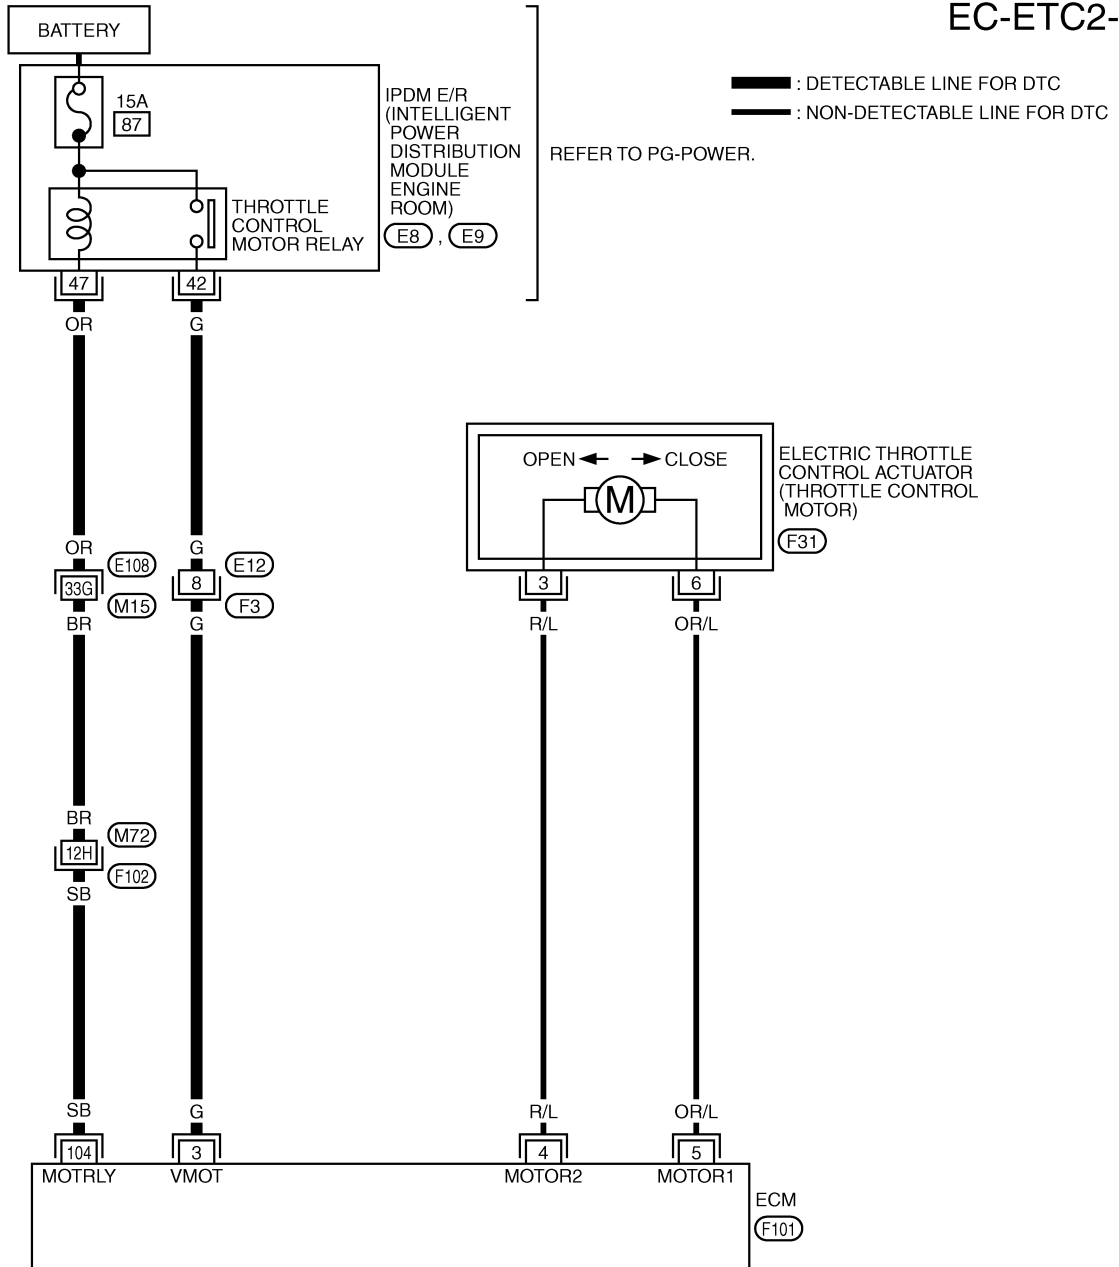 EC-ETC2-
BATTERY
: DETECTABLE LINE FOR DTC
: NON-DETECTABLE LINE FOR DTC
15A
87
IPDM E/R
(INTELLIGENT
POWER
DISTRIBUTION
MODULE
ENGINE
ROOM)
E8 , E9
REFER TO PG-POWER.
THROTTLE
CONTROL
MOTOR RELAY
47 42
OR G
OPEN CLOSE
M
ELECTRIC THROTTLE
CONTROL ACTUATOR
(THROTTLE CONTROL
MOTOR)
F31
OR G
E108 E12
33G 8 3 6
M15 F3
BR G R/L OR/L
BR
M72
12H
F102
SB
SB G R/L OR/L
104 3 4 5
MOTRLY VMOT MOTOR2 MOTOR1
ECM
F101